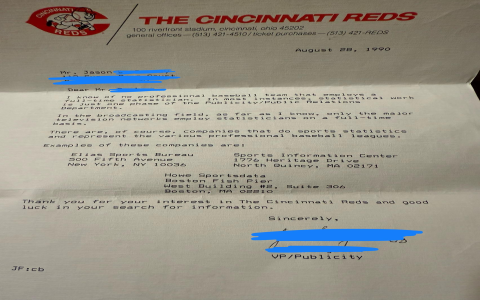 CINCINNATI
REDS
THE CINCINNATI REDS
100 riverfront stadium, cincinnati, ohio 45202
general offices—(513) 421-4510 / ticket purchases—(513) 421-REDS
August 28, 1990
Mr. Jason
Dear Mr.
I know of no professional baseball team that employs a
full-time statistician. In most instances, statistical work
is just one phase of the Publicity/Public Relations
Department.
In the broadcasting field, so far as I know, only the major
television networks employ statisticians on a full-time
basis.
There are, of course, companies that do sports statistics
and represent the various professional baseball leagues.
Examples of these companies are:
Elias Sports Bureau
500 Fifth Avenue
New York, NY 10036
Sports Information Center
1776 Heritage Drive
North Quincy, MA 02171
Howe Sportsdata
Boston Fish Pier
West Building #2, Suite 306
Boston, MA 02210
Thank you for your interest in The Cincinnati Reds and good
luck in your search for information.
Sincerely,
VP/Publicity
JF:cb